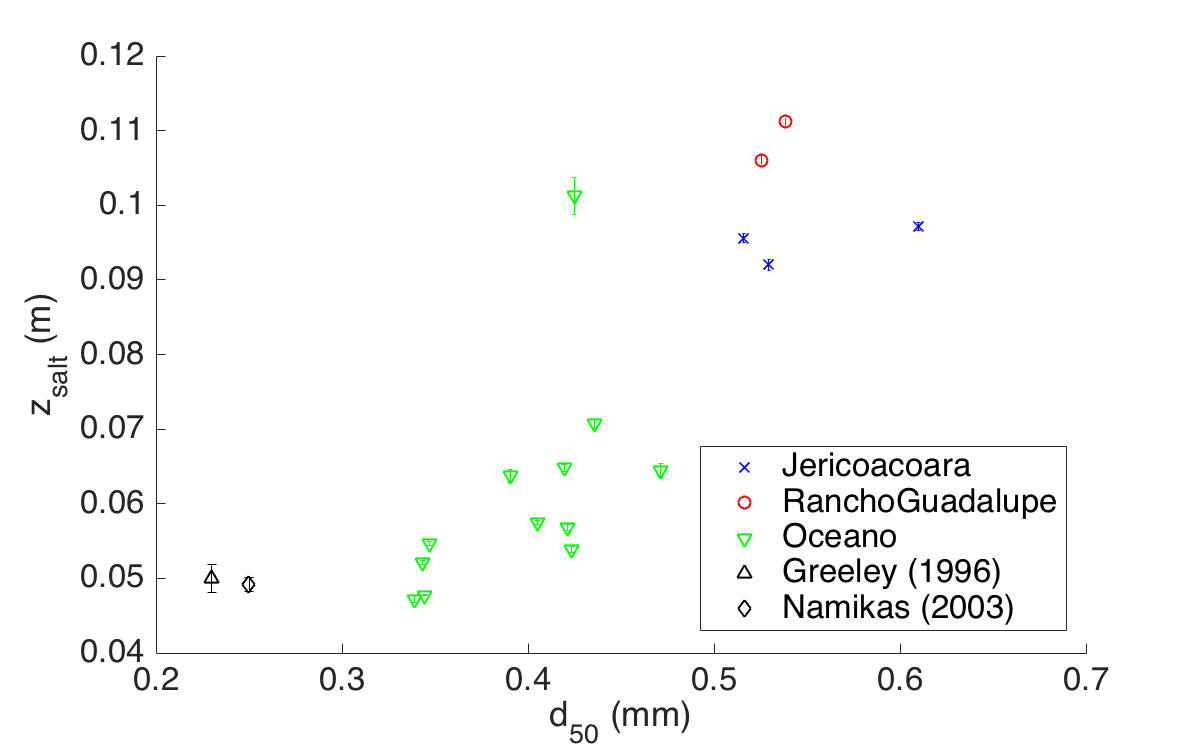 0.12
0.11
0.1
0.09
0.08
0.07
0.06
0.05
0.04
z_salt (m)
0.2 0.3 0.4 0.5 0.6 0.7
d_50 (mm)
Jericoacoara
RanchoGuadalupe
Oceano
Greeley (1996)
Namikas (2003)